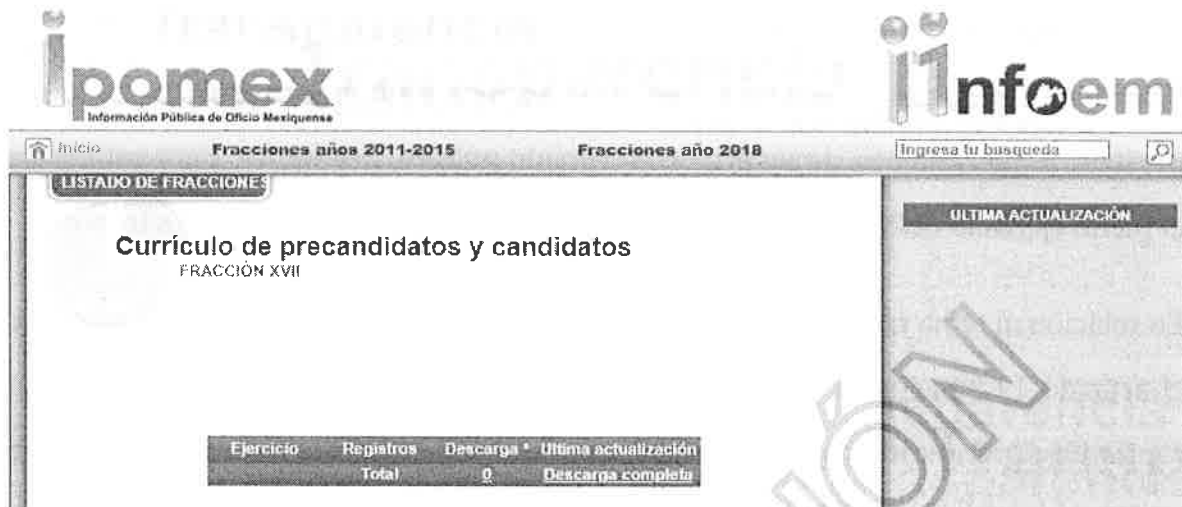 ipomex
Información Pública de Oficio Mexiquense
infoem
Inicio
Fracciones años 2011-2015
Fracciones año 2018
Ingresa tu busqueda
LISTADO DE FRACCIONES
ULTIMA ACTUALIZACIÓN
Currículo de precandidatos y candidatos
FRACCIÓN XVII
Ejercicio Registros Descarga * Ultima actualización
Total 0 Descarga completa
IÓN